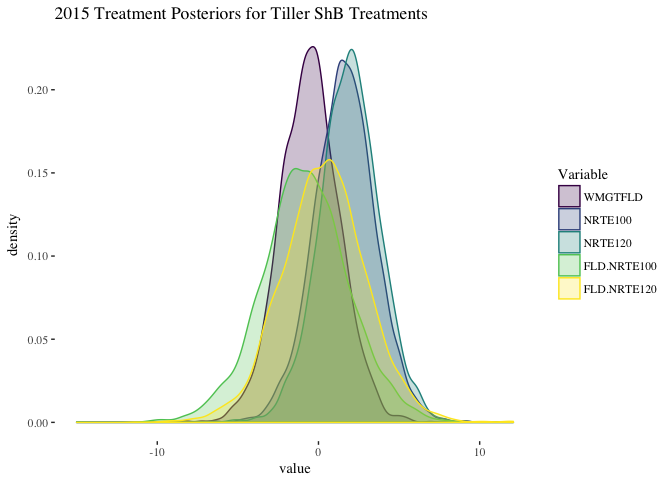 2015 Treatment Posteriors for Tiller ShB Treatments
0.20
0.15
0.10
0.05
0.00
density
-10
0
10
value
Variable
WMGTFLD
NRTE100
NRTE120
FLD.NRTE100
FLD.NRTE120